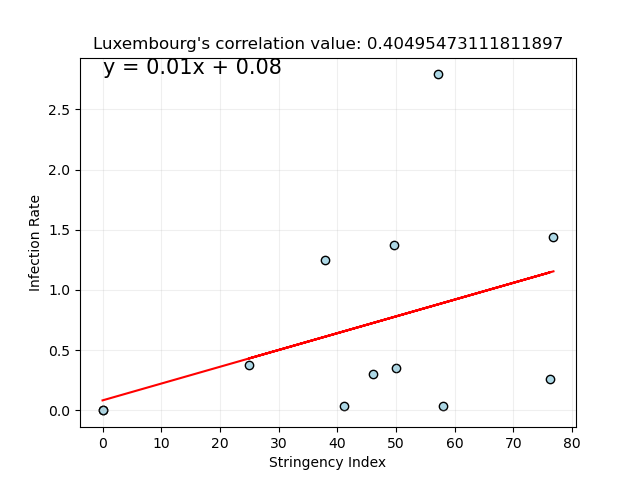 Luxembourg's correlation value: 0.40495473111811897
y = 0.01x + 0.08
2.5
2.0
1.5
1.0
0.5
0.0
Infection Rate
0 10 20 30 40 50 60 70 80
Stringency Index